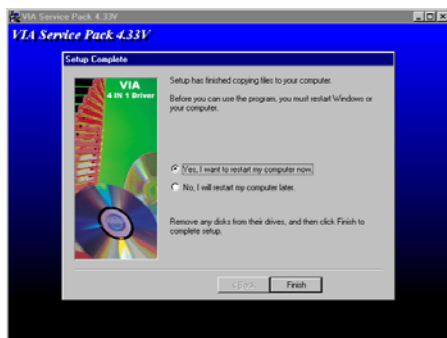 VIA Service Pack 4.33V
VIA Service Pack 4.33V
Setup Complete
VIA
4 IN 1 Driver
Setup has finished copying files to your computer.
Before you can use the program, you must restart Windows or
your computer.
Yes, I want to restart my computer now.
No, I will restart my computer later.
Remove any disks from their drives, and then click Finish to
complete setup.
< Back
Finish